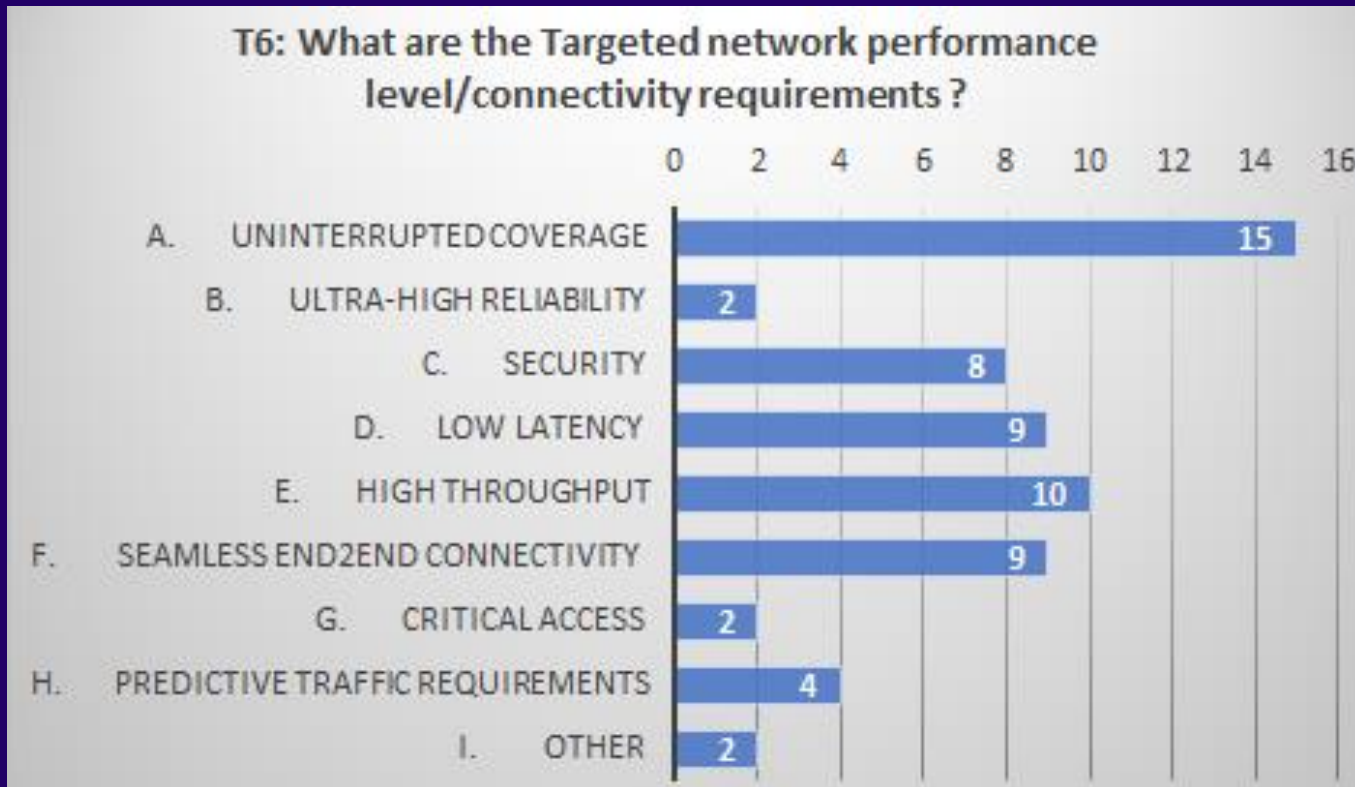 T6: What are the Targeted network performance
level/connectivity requirements ?
0 2 4 6 8 10 12 14 16
A. UNINTERRUPTED COVERAGE 15
B. ULTRA-HIGH RELIABILITY 2
C. SECURITY 8
D. LOW LATENCY 9
E. HIGH THROUGHPUT 10
F. SEAMLESS END2END CONNECTIVITY 9
G. CRITICAL ACCESS 2
H. PREDICTIVE TRAFFIC REQUIREMENTS 4
I. OTHER 2